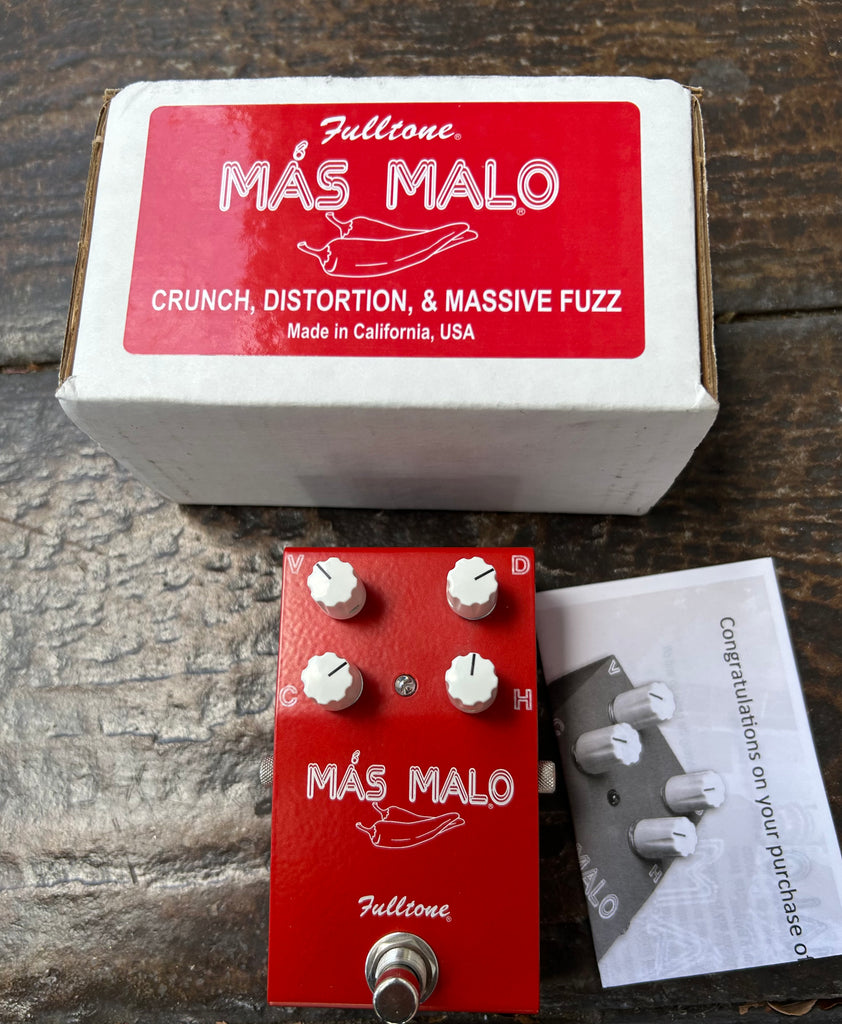 Fulltone®
MÁS MALO®
CRUNCH, DISTORTION, & MASSIVE FUZZ
Made in California, USA
V D
C H
MÁS MALO®
Fulltone®
Congratulations on your purchase of
V
H
MALO